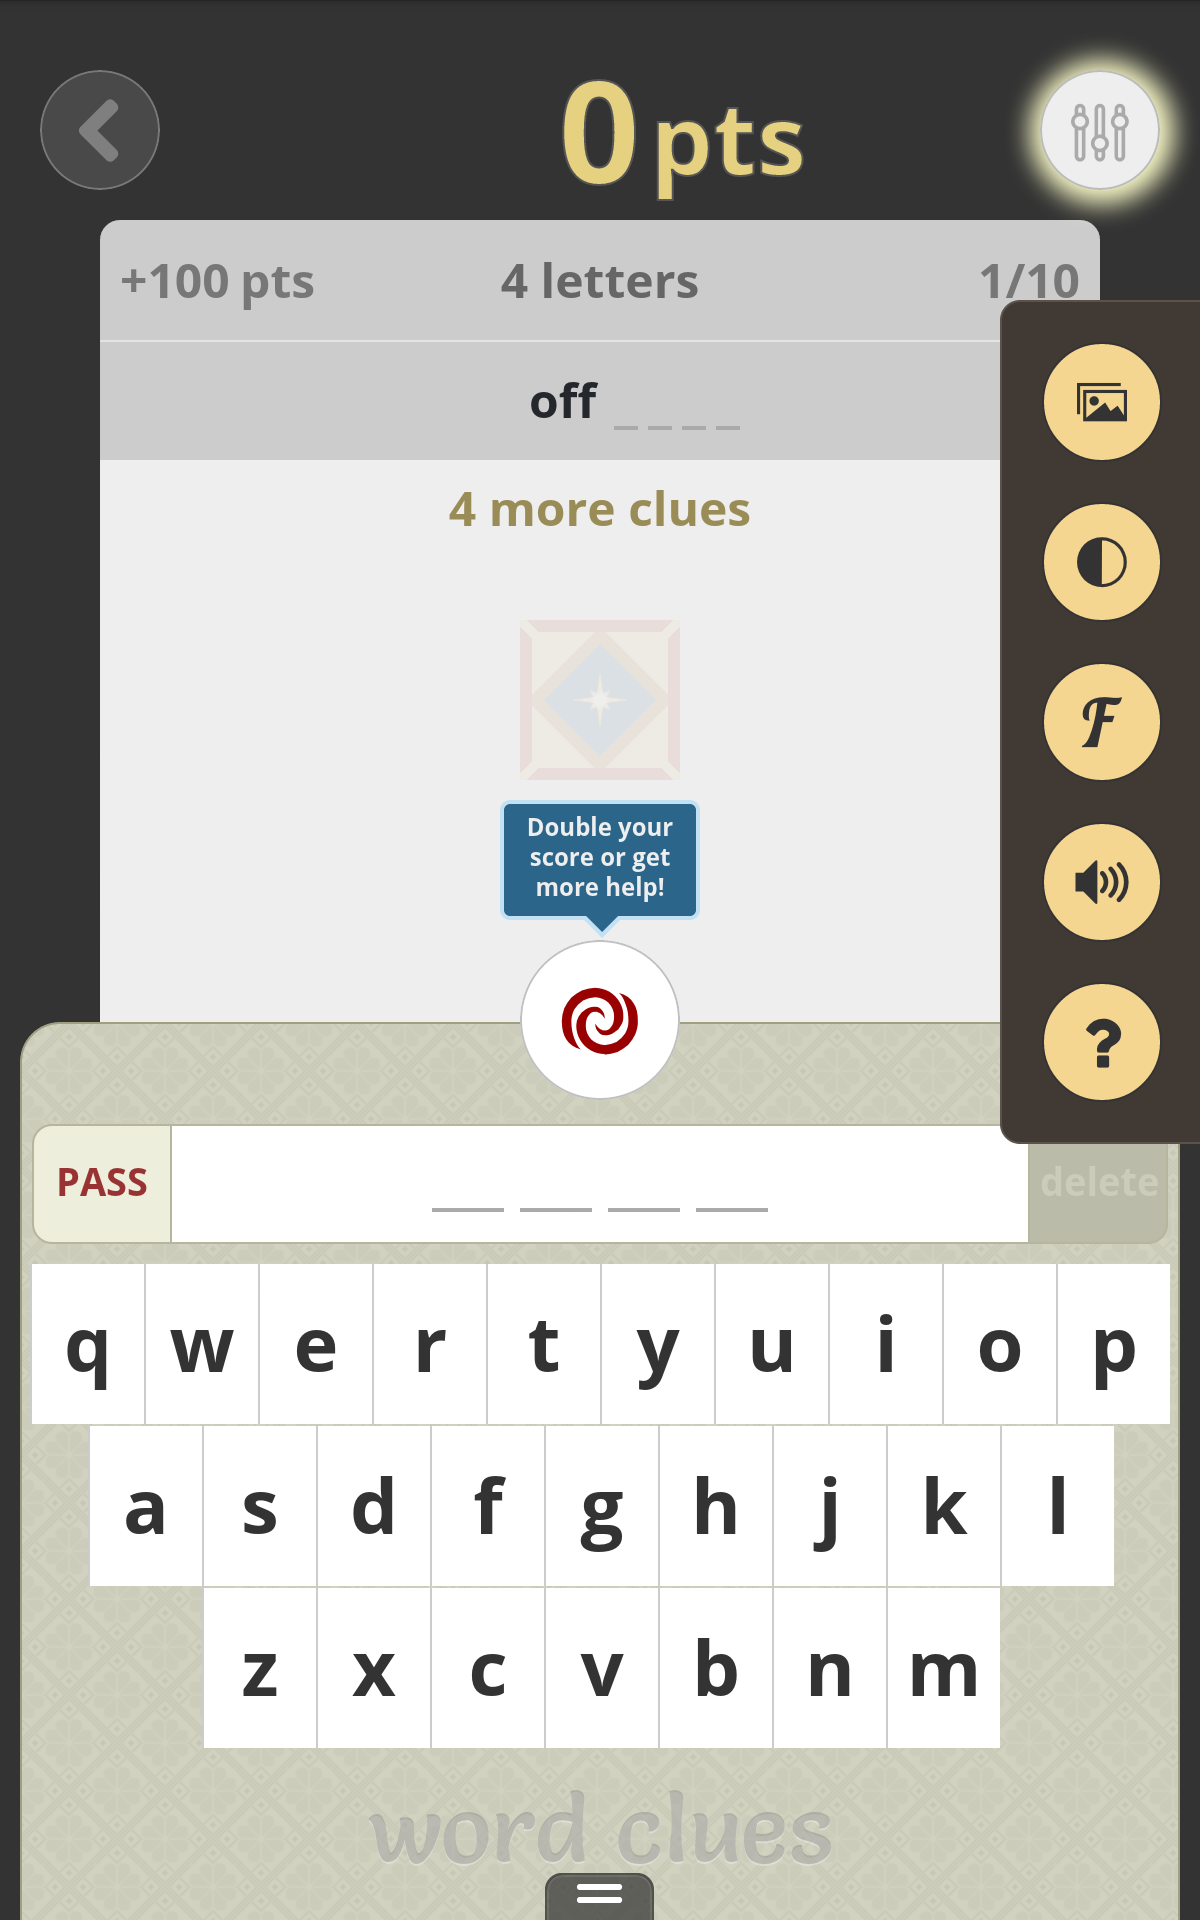 0 pts
+100 pts 4 letters 1/10
off _ _ _ _
4 more clues
Double your
score or get
more help!
F
?
PASS _ _ _ _ delete
q w e r t y u i o p
a s d f g h j k l
z x c v b n m
word clues